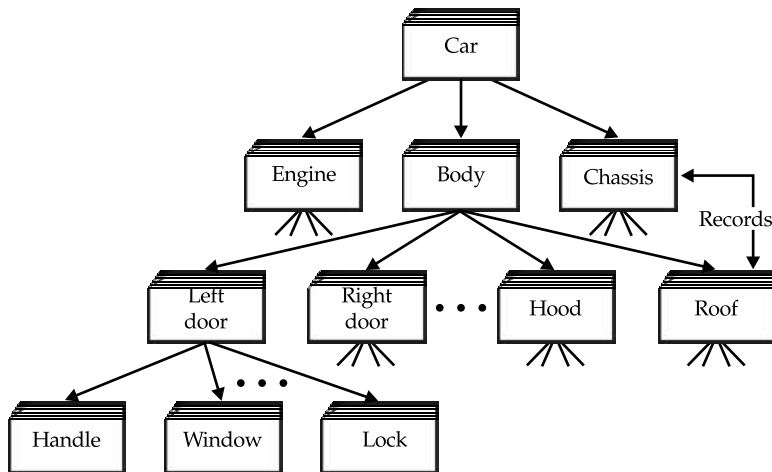 Car
Engine
Body
Chassis
Records
Left
door
Right
door
Hood
Roof
Handle
Window
Lock